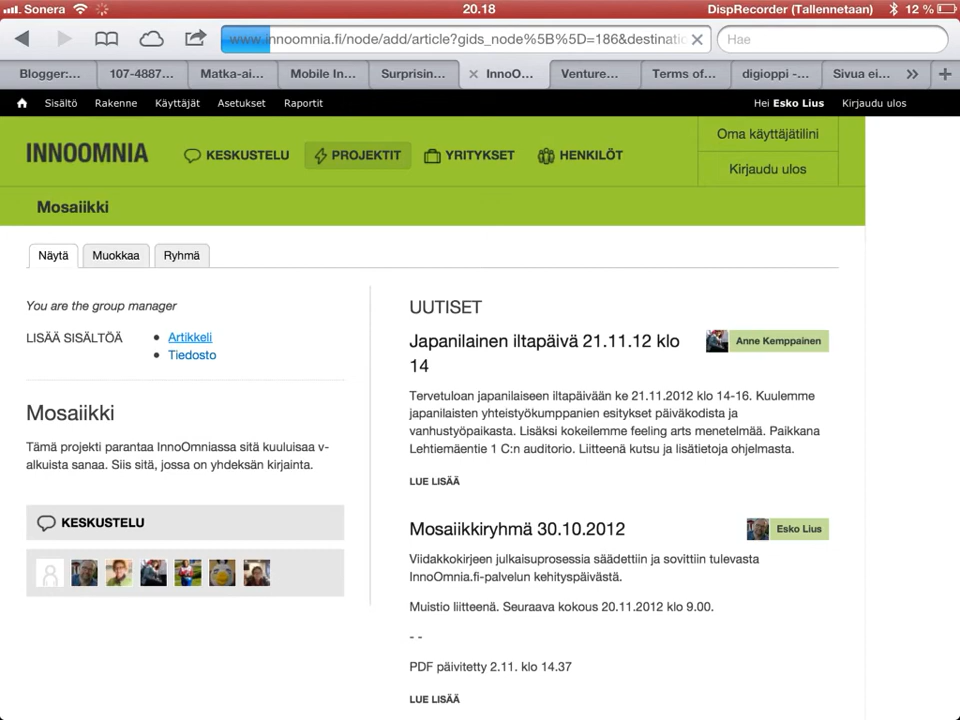 Sonera 20.18 DispRecorder (Tallennetaan) 12 %
www.innoomnia.fi/node/add/article?gids_node%5B%5D=186&destinatio Hae
Blogger:... 107-4887... Matka-ai... Mobile In... Surprisin... InnoO... Venture... Terms of... digioppi -... Sivua ei...
Sisältö Rakenne Käyttäjät Asetukset Raportit Hei Esko Lius Kirjaudu ulos
INNOOMNIA KESKUSTELU PROJEKTIT YRITYKSET HENKILÖT
Oma käyttäjätilini
Kirjaudu ulos
Mosaiikki
Näytä Muokkaa Ryhmä
You are the group manager
LISÄÄ SISÄLTÖÄ
• Artikkeli
• Tiedosto
Mosaiikki
Tämä projekti parantaa InnoOmniassa sitä kuuluisaa v-
alkuista sanaa. Siis sitä, jossa on yhdeksän kirjainta.
KESKUSTELU
UUTISET
Japanilainen iltapäivä 21.11.12 klo
14
Anne Kemppainen
Tervetuloan japanilaiseen iltapäivään ke 21.11.2012 klo 14-16. Kuulemme
japanilaisten yhteistyökumppanien esitykset päiväkodista ja
vanhustyöpaikasta. Lisäksi kokeilemme feeling arts menetelmää. Paikkana
Lehtiemäentie 1 C:n auditorio. Liitteenä kutsu ja lisätietoja ohjelmasta.
LUE LISÄÄ
Mosaiikkiryhmä 30.10.2012
Esko Lius
Viidakkokirjeen julkaisuprosessia säädettiin ja sovittiin tulevasta
InnoOmnia.fi-palvelun kehityspäivästä.
Muistio liitteenä. Seuraava kokous 20.11.2012 klo 9.00.
- -
PDF päivitetty 2.11. klo 14.37
LUE LISÄÄ